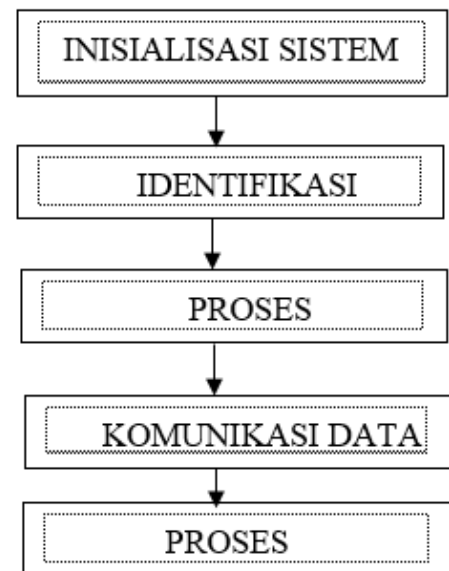 INISIALISASI SISTEM
IDENTIFIKASI
PROSES
KOMUNIKASI DATA
PROSES